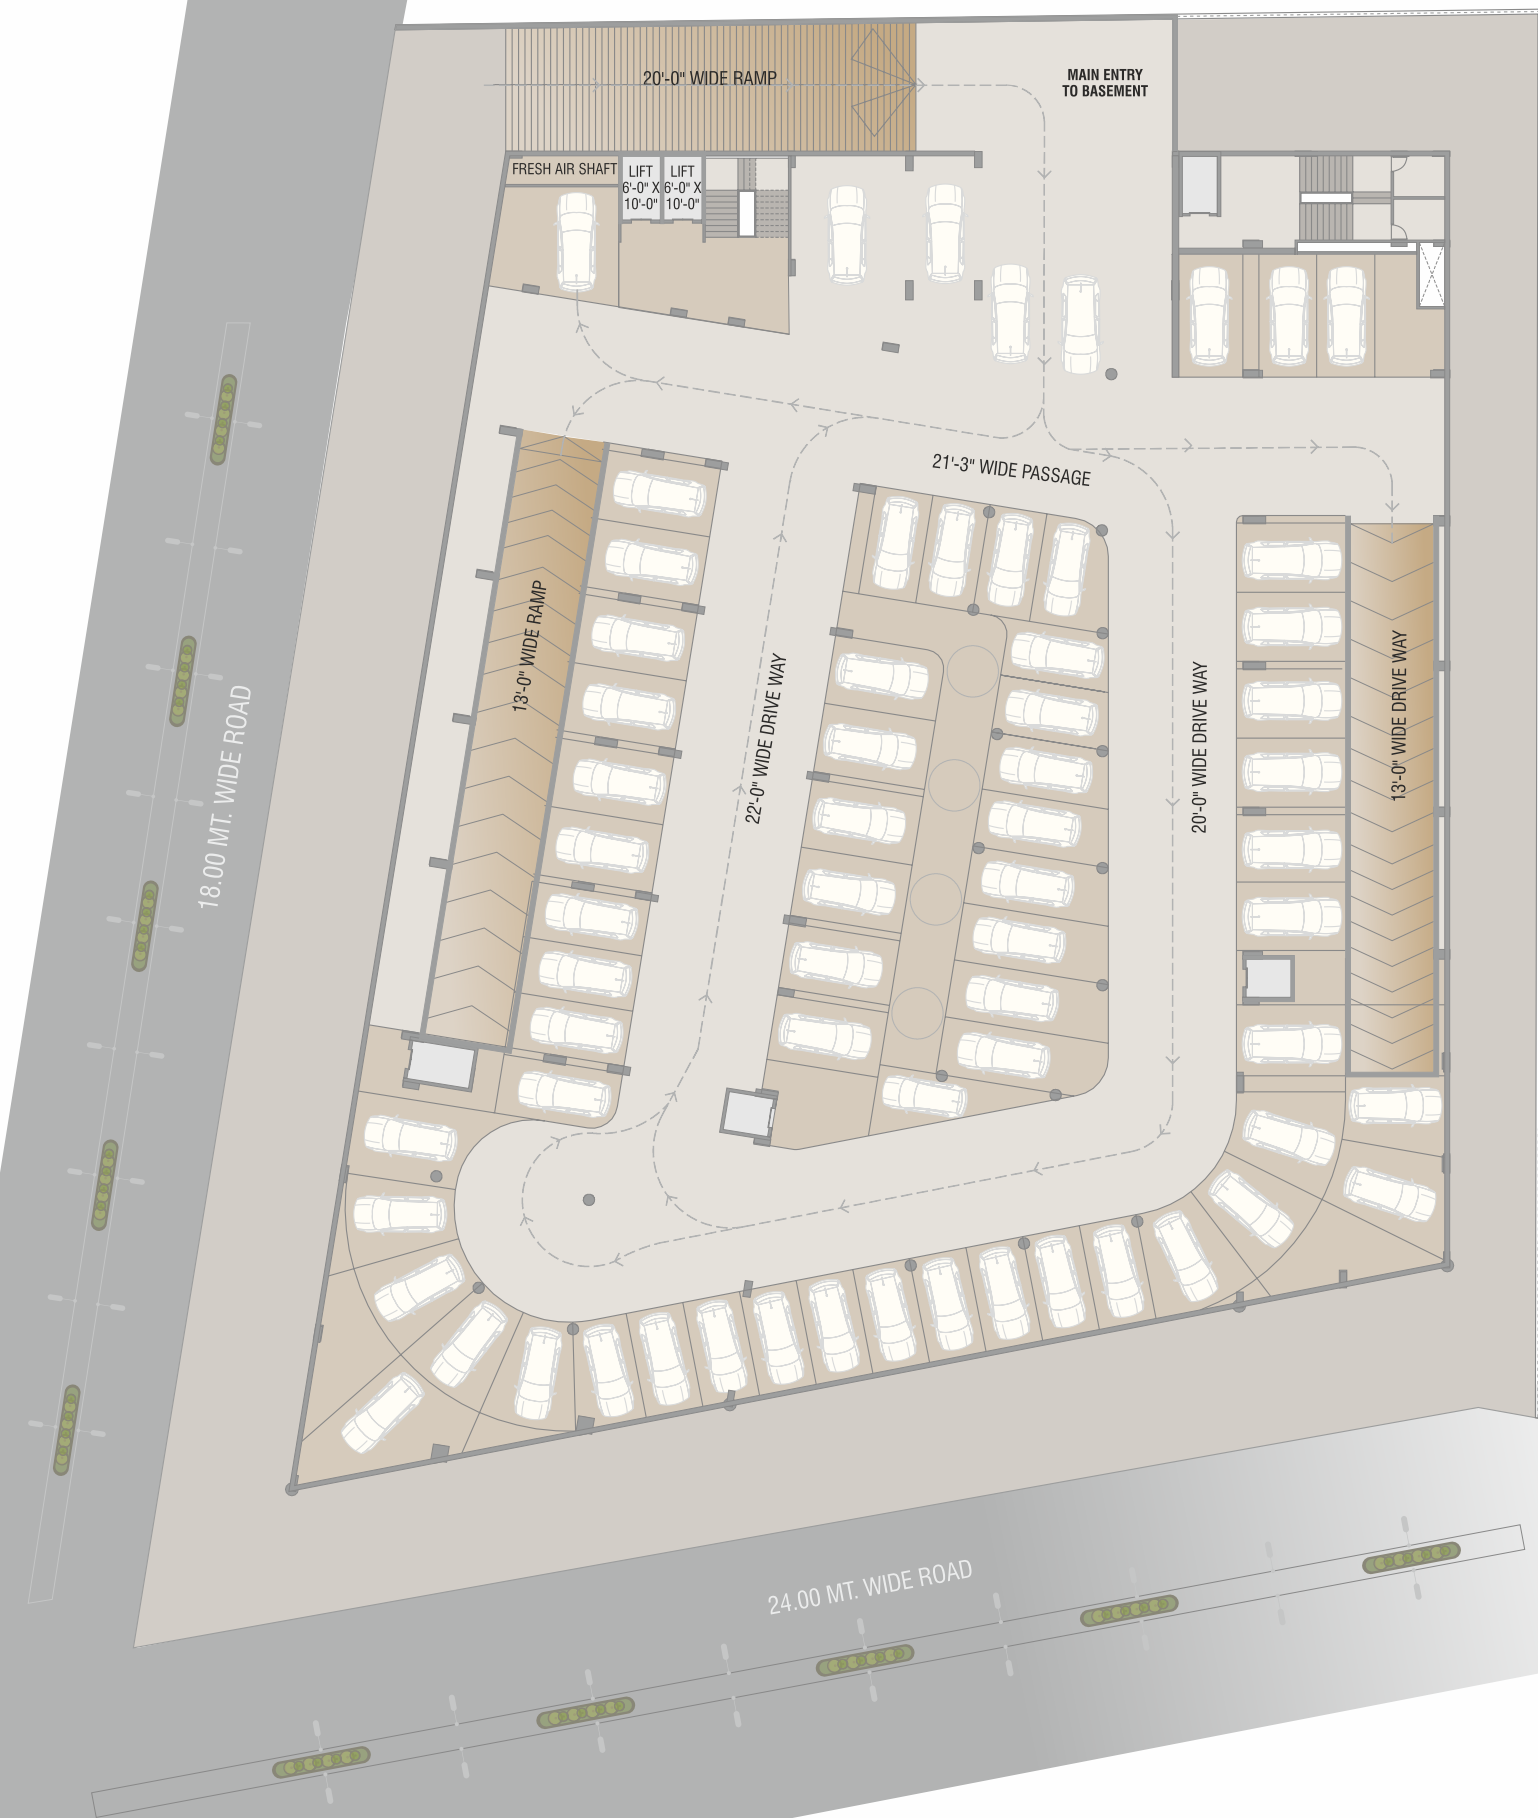 20'-0" WIDE RAMP
MAIN ENTRY
TO BASEMENT
FRESH AIR SHAFT
LIFT
6'-0" X
10'-0"
LIFT
6'-0" X
10'-0"
21'-3" WIDE PASSAGE
13'-0" WIDE RAMP
22'-0" WIDE DRIVE WAY
20'-0" WIDE DRIVE WAY
13'-0" WIDE DRIVE WAY
18.00 MT. WIDE ROAD
24.00 MT. WIDE ROAD